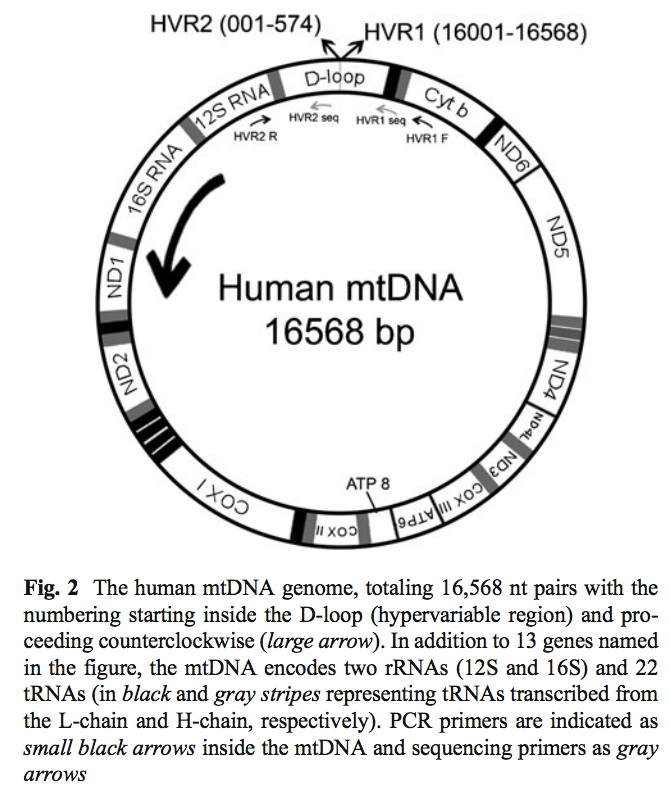 HVR2 (001-574)
HVR1 (16001-16568)
D-loop
12S RNA
Cyt b
HVR2 seq
HVR1 seq
HVR2 R
HVR1 F
ND6
16S RNA
ND5
ND1
Human mtDNA
16568 bp
ND2
ND4
ND4L
ND3
COX I
ATP 8
COX III
ATP6
COX II
Fig. 2 The human mtDNA genome, totaling 16,568 nt pairs with the
numbering starting inside the D-loop (hypervariable region) and pro-
ceeding counterclockwise (large arrow). In addition to 13 genes named
in the figure, the mtDNA encodes two rRNAs (12S and 16S) and 22
tRNAs (in black and gray stripes representing tRNAs transcribed from
the L-chain and H-chain, respectively). PCR primers are indicated as
small black arrows inside the mtDNA and sequencing primers as gray
arrows